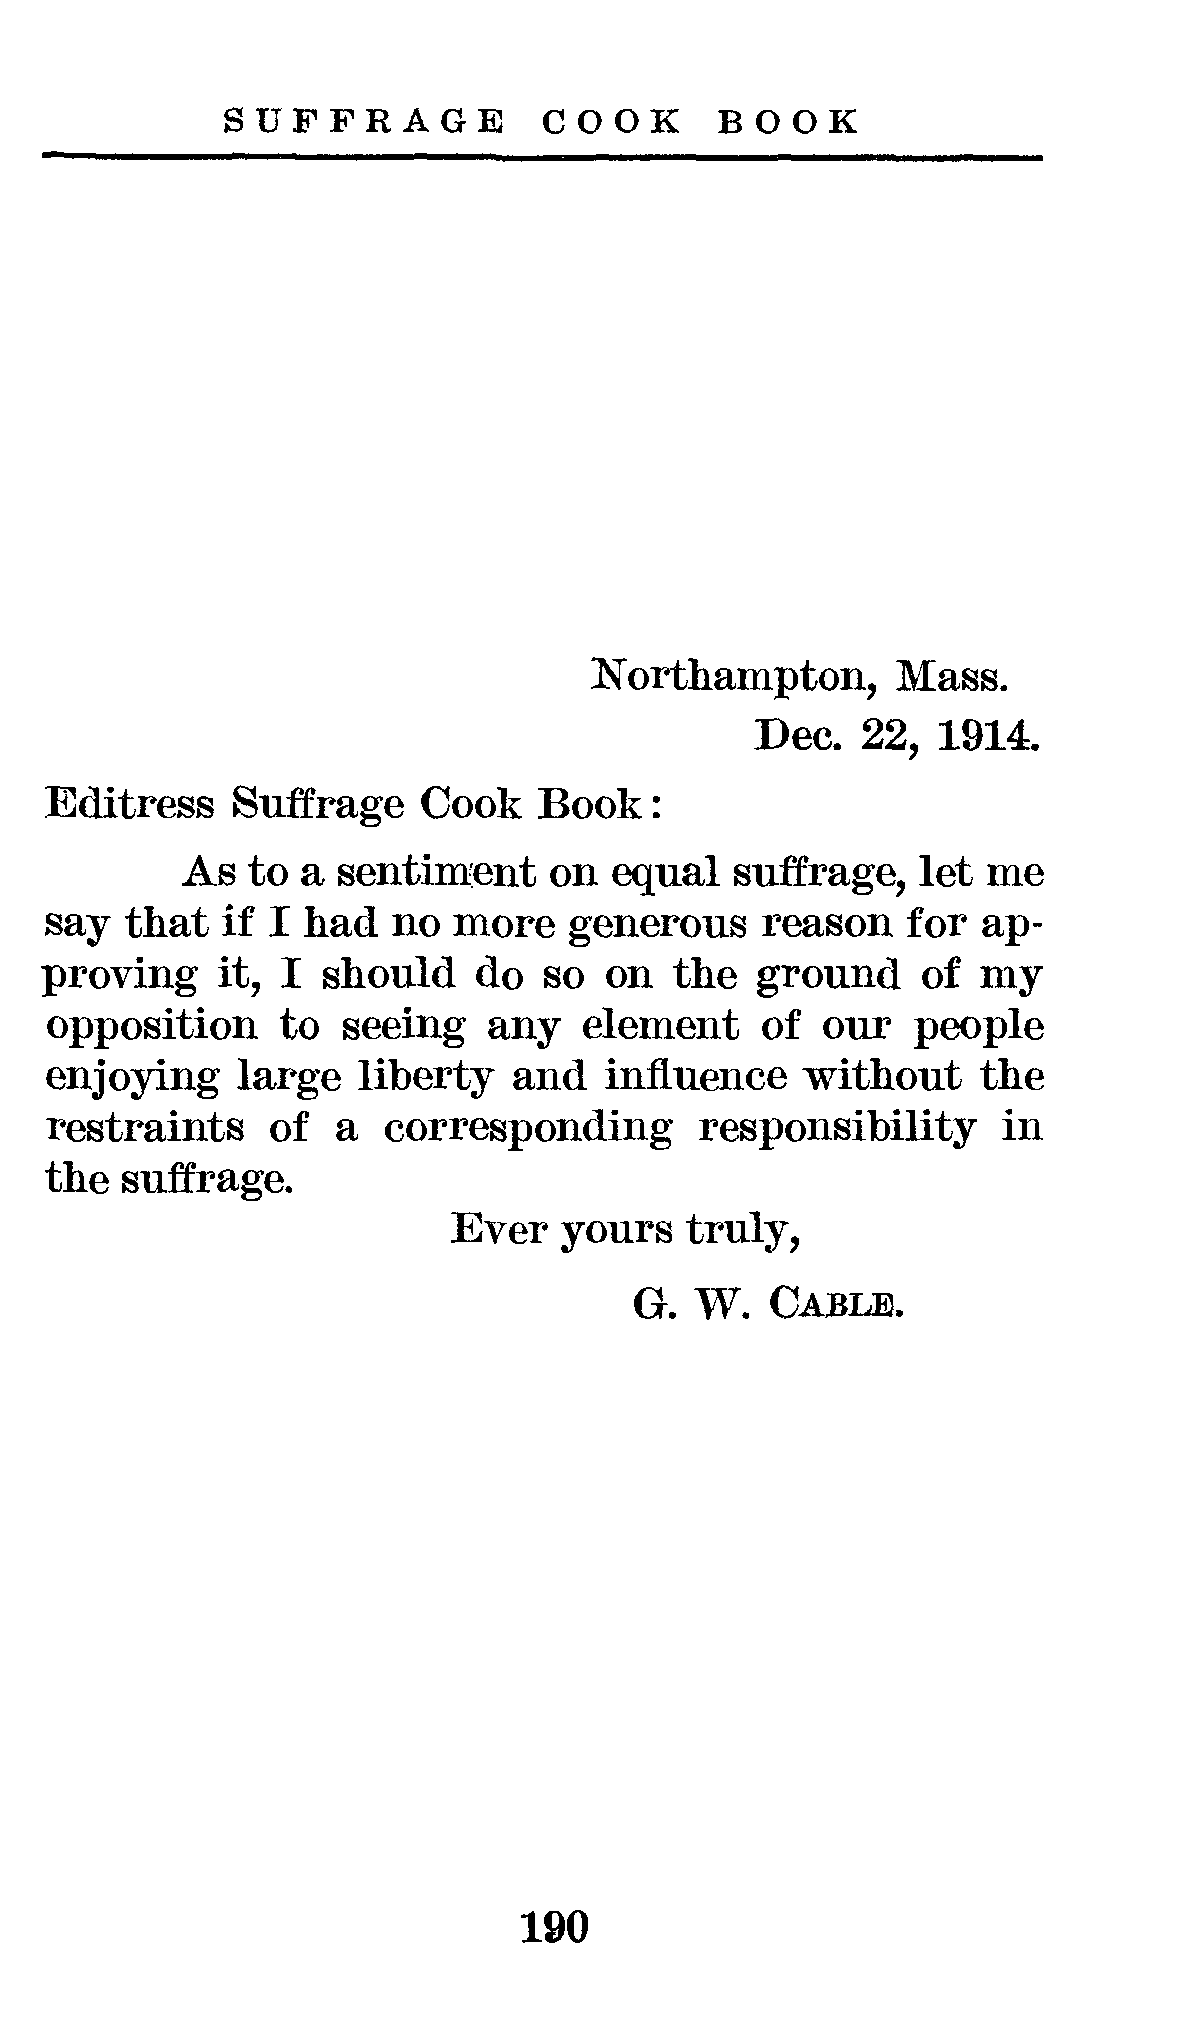 SUFFRAGE COOK BOOK
Northampton, Mass.
Dec. 22, 1914.
Editress Suffrage Cook Book:
As to a sentiment on equal suffrage, let me
say that if I had no more generous reason for ap-
proving it, I should do so on the ground of my
opposition to seeing any element of our people
enjoying large liberty and influence without the
restraints of a corresponding responsibility in
the suffrage.
Ever yours truly,
G. W. CABLE.
190